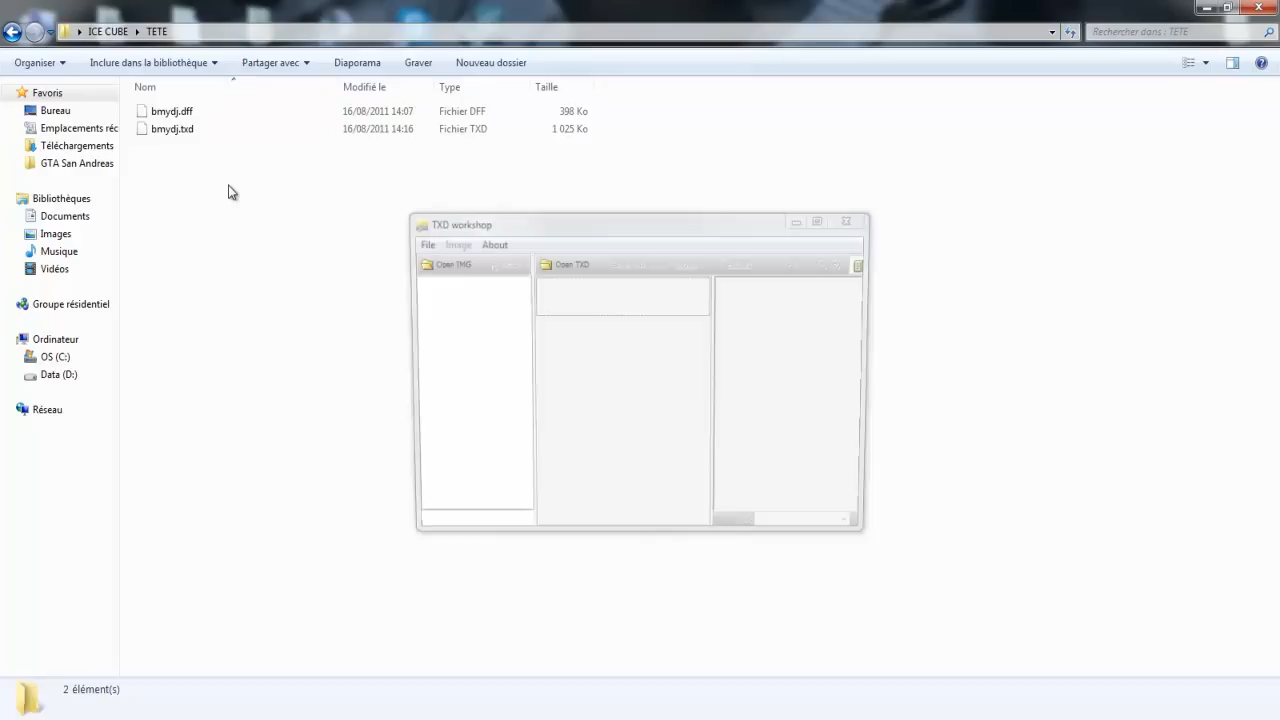 ICE CUBE TETE
Rechercher dans : TETE
Organiser Inclure dans la bibliothèque Partager avec Diaporama Graver Nouveau dossier
Nom Modifié le Type Taille
bmydj.dff 16/08/2011 14:07 Fichier DFF 398 Ko
bmydj.txd 16/08/2011 14:16 Fichier TXD 1 025 Ko
Favoris
Bureau
Emplacements réc
Téléchargements
GTA San Andreas
Bibliothèques
Documents
Images
Musique
Vidéos
Groupe résidentiel
Ordinateur
OS (C:)
Data (D:)
Réseau
TXD workshop
File Image About
Open IMG Open TXD
2 élément(s)